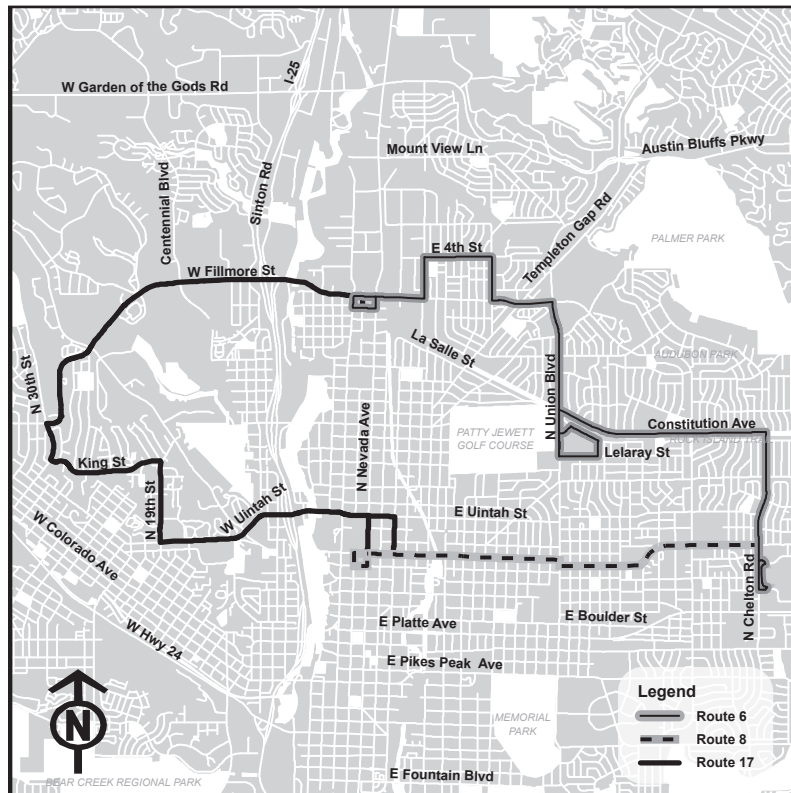 I-25
W Garden of the Gods Rd
Mount View Ln
Austin Bluffs Pkwy
Centennial Blvd
Sinton Rd
Templeton Gap Rd
PALMER PARK
E 4th St
W Fillmore St
La Salle St
AUDUBON PARK
N 30th St
N Union Blvd
Constitution Ave
N Nevada Ave
PATTY JEWETT
GOLF COURSE
Lelaray St
King St
N 19th St
W Uintah St
E Uintah St
W Colorado Ave
N Chelton Rd
E Platte Ave
E Boulder St
W Hwy 24
E Pikes Peak Ave
Legend
Route 6
Route 8
Route 17
MEMORIAL
PARK
N
E Fountain Blvd
BEAR CREEK REGIONAL PARK